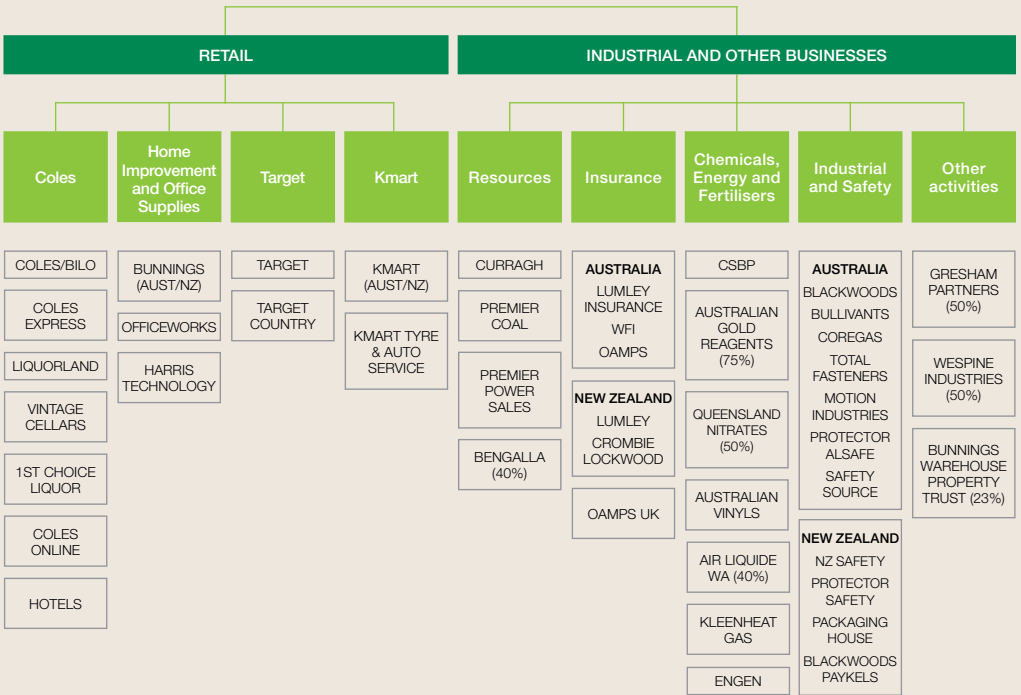 RETAIL
INDUSTRIAL AND OTHER BUSINESSES
Coles
Home
Improvement
and Office
Supplies
Target
Kmart
Resources
Insurance
Chemicals,
Energy and
Fertilisers
Industrial
and Safety
Other
activities
COLES/BILO
COLES
EXPRESS
LIQUORLAND
VINTAGE
CELLARS
1ST CHOICE
LIQUOR
COLES
ONLINE
HOTELS
BUNNINGS
(AUST/NZ)
OFFICEWORKS
HARRIS
TECHNOLOGY
TARGET
TARGET
COUNTRY
KMART
(AUST/NZ)
KMART TYRE
& AUTO
SERVICE
CURRAGH
PREMIER
COAL
PREMIER
POWER
SALES
BENGALLA
(40%)
AUSTRALIA
LUMLEY
INSURANCE
WFI
OAMPS
NEW ZEALAND
LUMLEY
CROMBIE
LOCKWOOD
OAMPS UK
CSBP
AUSTRALIAN
GOLD
REAGENTS
(75%)
QUEENSLAND
NITRATES
(50%)
AUSTRALIAN
VINYLS
AIR LIQUIDE
WA (40%)
KLEENHEAT
GAS
ENGEN
AUSTRALIA
BLACKWOODS
BULLIVANTS
COREGAS
TOTAL
FASTENERS
MOTION
INDUSTRIES
PROTECTOR
ALSAFE
SAFETY
SOURCE
NEW ZEALAND
NZ SAFETY
PROTECTOR
SAFETY
PACKAGING
HOUSE
BLACKWOODS
PAYKELS
GRESHAM
PARTNERS
(50%)
WESPINE
INDUSTRIES
(50%)
BUNNINGS
WAREHOUSE
PROPERTY
TRUST (23%)